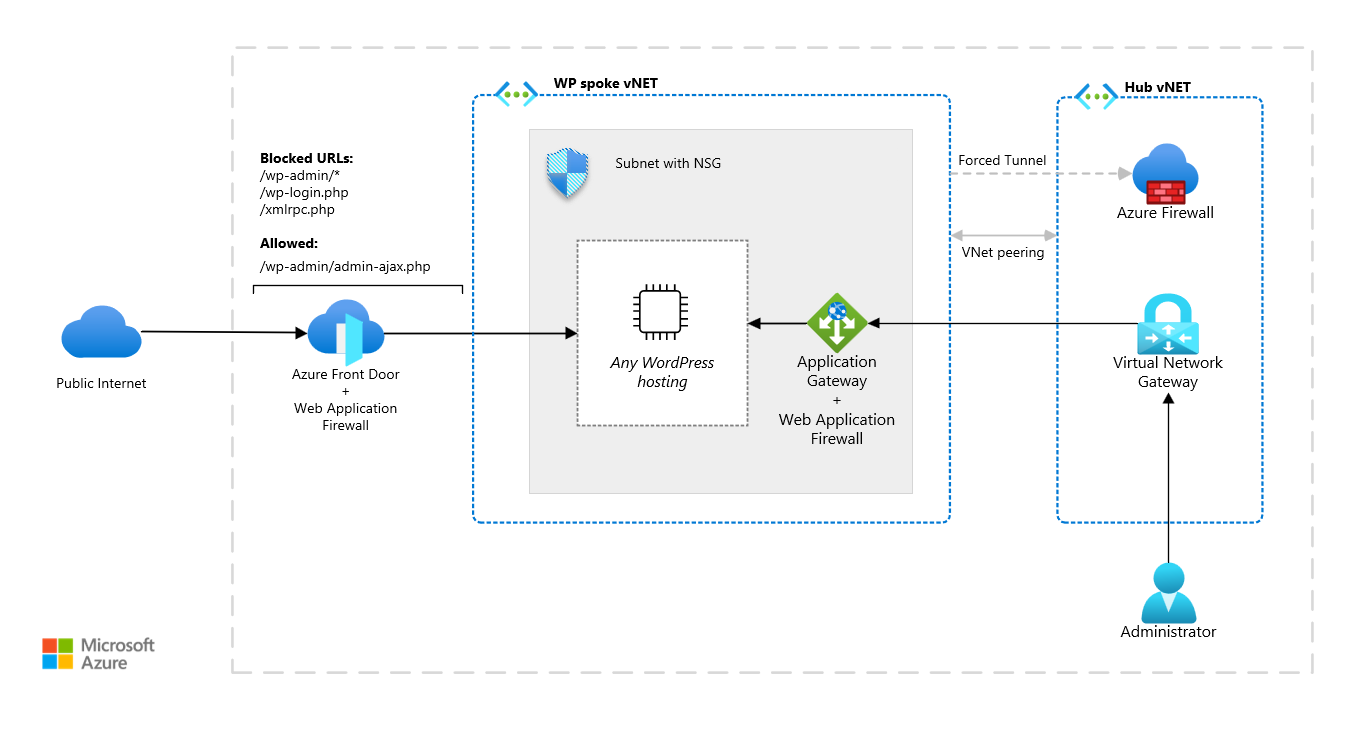 WP spoke vNET
Hub vNET
Blocked URLs:
/wp-admin/*
/wp-login.php
/xmlrpc.php
Allowed:
/wp-admin/admin-ajax.php
Subnet with NSG
Forced Tunnel
Azure Firewall
VNet peering
Public Internet
Azure Front Door
+
Web Application
Firewall
Any WordPress
hosting
Application
Gateway
+
Web Application
Firewall
Virtual Network
Gateway
Administrator
Microsoft
Azure